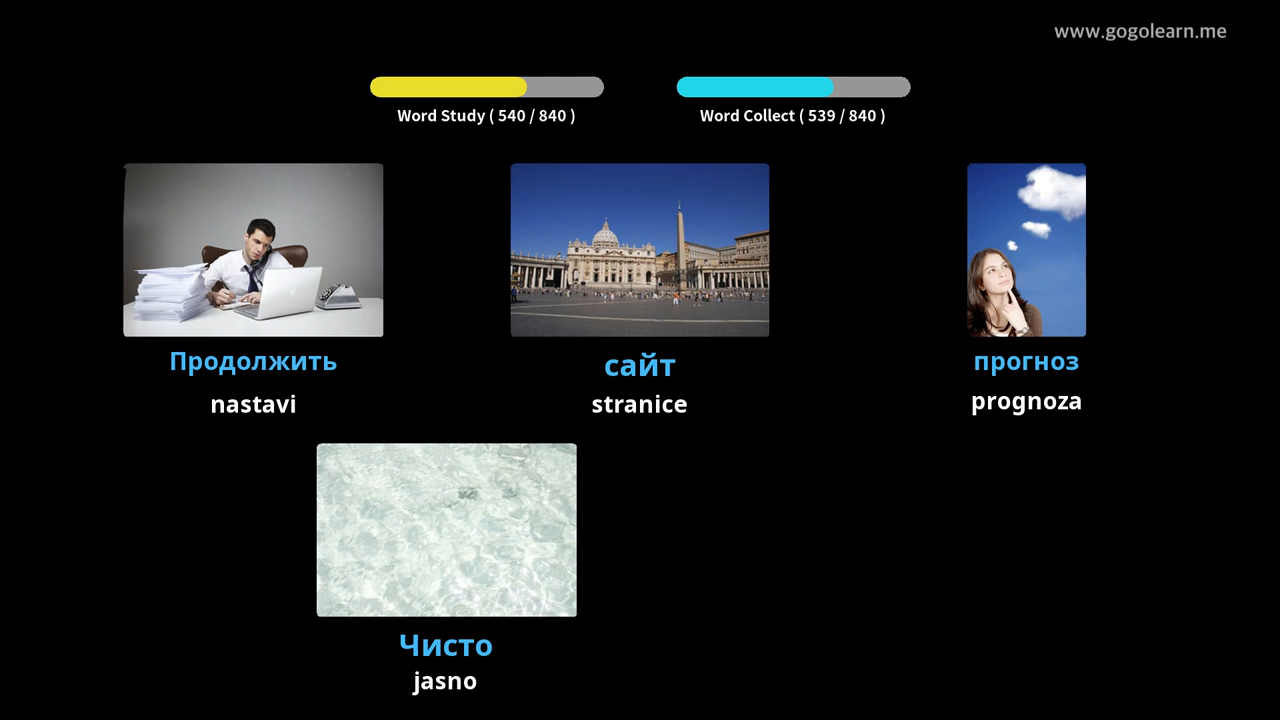 www.gogolearn.me
Word Study ( 540 / 840 )
Word Collect ( 539 / 840 )
Продолжить
nastavi
сайт
stranice
прогноз
prognoza
Чисто
jasno